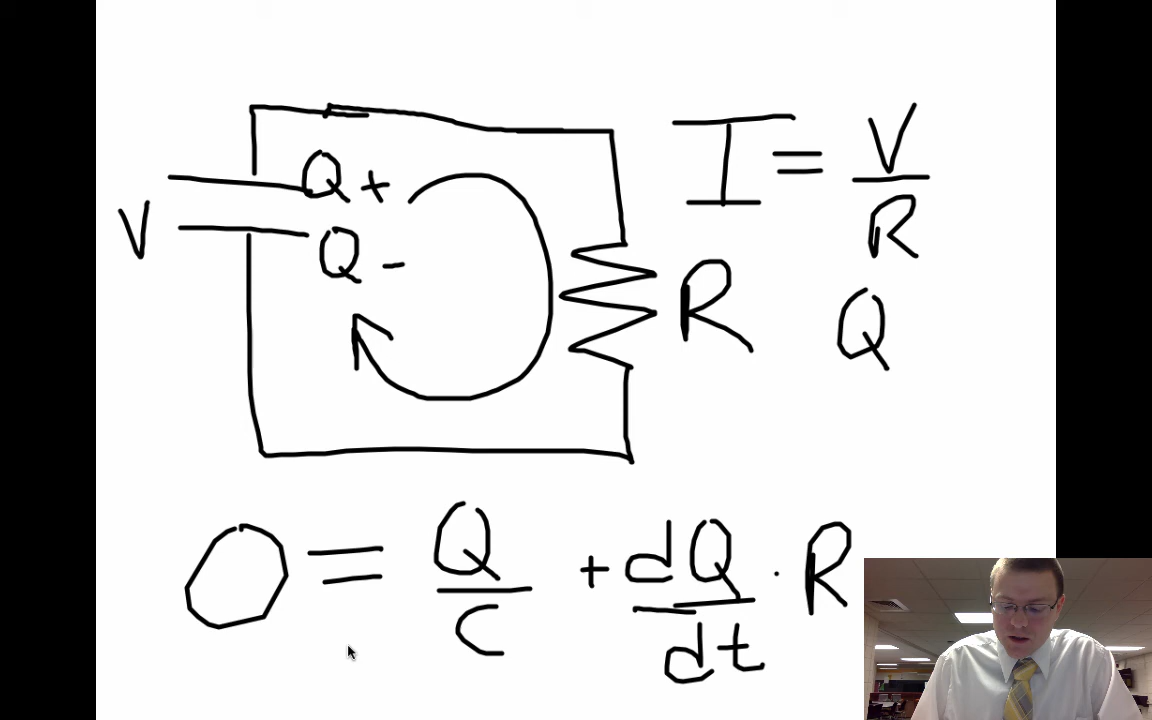 V
Q +
Q -
R
I = V/R
Q
0 = Q/C + dQ/dt · R